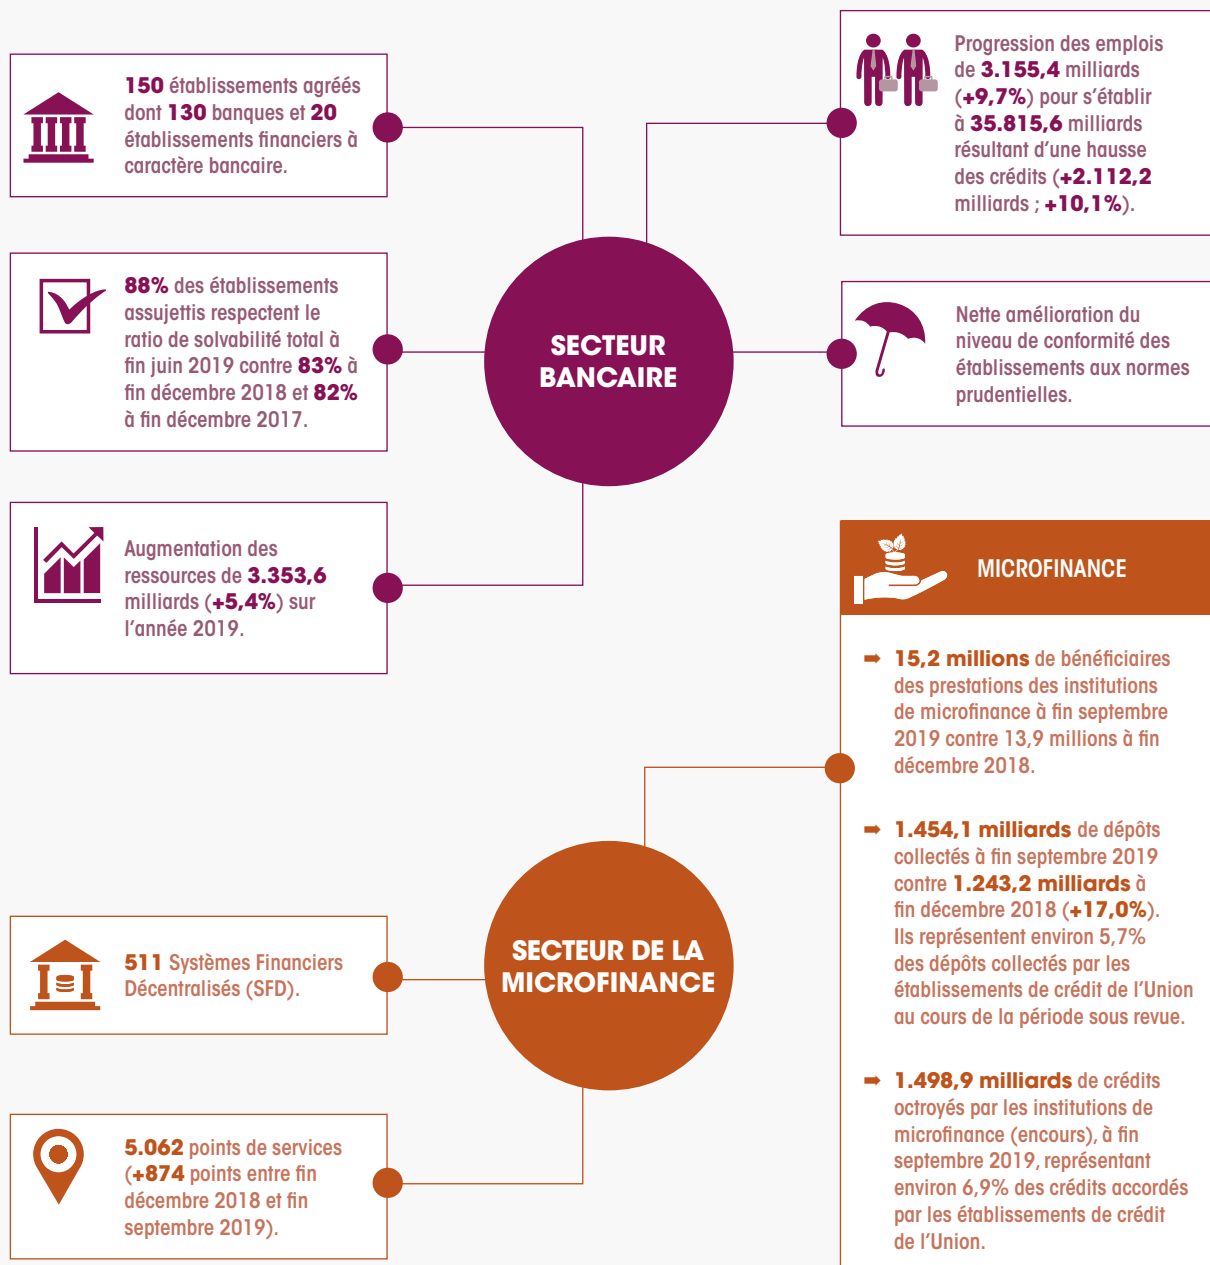 150 établissements agréés
dont 130 banques et 20
établissements financiers à
caractère bancaire.
88% des établissements
assujettis respectent le
ratio de solvabilité total à
fin juin 2019 contre 83% à
fin décembre 2018 et 82%
à fin décembre 2017.
Augmentation des
ressources de 3.353,6
milliards (+5,4%) sur
l'année 2019.
SECTEUR
BANCAIRE
Progression des emplois
de 3.155,4 milliards
(+9,7%) pour s'établir
à 35.815,6 milliards
résultant d'une hausse
des crédits (+2.112,2
milliards ; +10,1%).
Nette amélioration du
niveau de conformité des
établissements aux normes
prudentielles.
511 Systèmes Financiers
Décentralisés (SFD).
5.062 points de services
(+874 points entre fin
décembre 2018 et fin
septembre 2019).
SECTEUR DE LA
MICROFINANCE
MICROFINANCE
➡ 15,2 millions de bénéficiaires
des prestations des institutions
de microfinance à fin septembre
2019 contre 13,9 millions à fin
décembre 2018.
➡ 1.454,1 milliards de dépôts
collectés à fin septembre 2019
contre 1.243,2 milliards à
fin décembre 2018 (+17,0%).
Ils représentent environ 5,7%
des dépôts collectés par les
établissements de crédit de l'Union
au cours de la période sous revue.
➡ 1.498,9 milliards de crédits
octroyés par les institutions de
microfinance (encours), à fin
septembre 2019, représentant
environ 6,9% des crédits accordés
par les établissements de crédit
de l'Union.